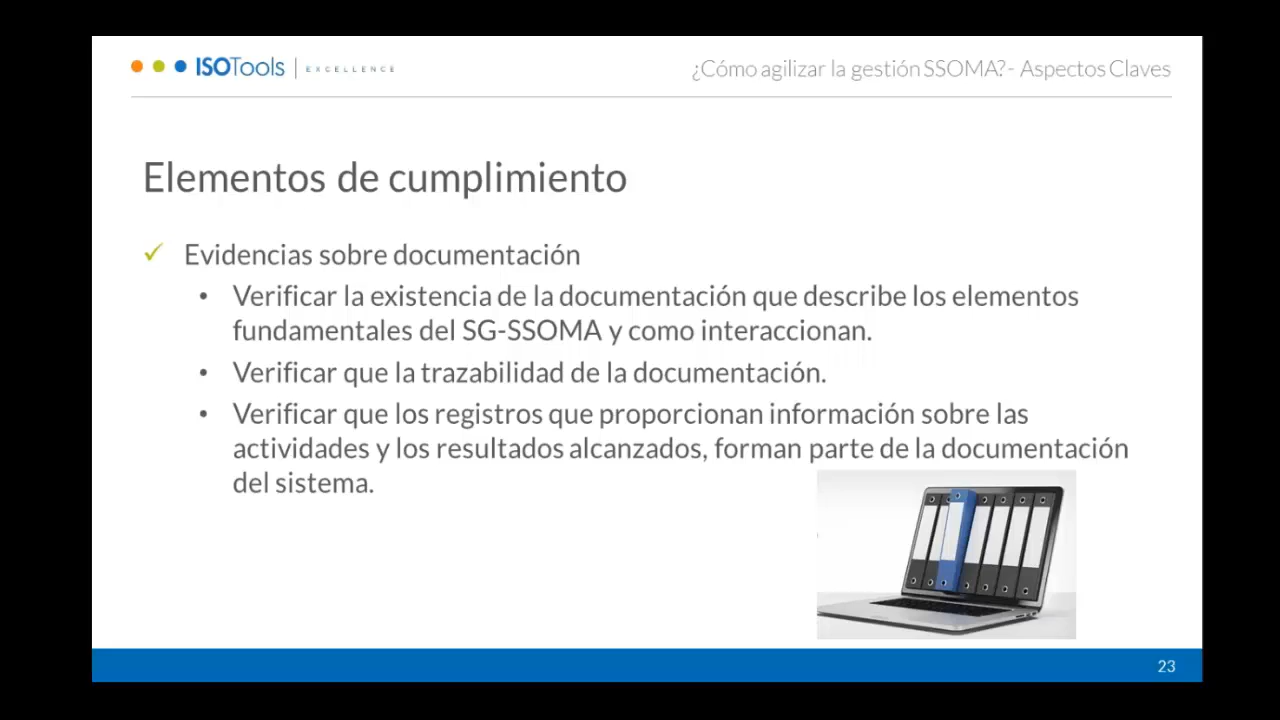 ISOTools | EXCELLENCE
¿Cómo agilizar la gestión SSOMA?- Aspectos Claves
Elementos de cumplimiento
✓ Evidencias sobre documentación
• Verificar la existencia de la documentación que describe los elementos
fundamentales del SG-SSOMA y como interaccionan.
• Verificar que la trazabilidad de la documentación.
• Verificar que los registros que proporcionan información sobre las
actividades y los resultados alcanzados, forman parte de la documentación
del sistema.
23